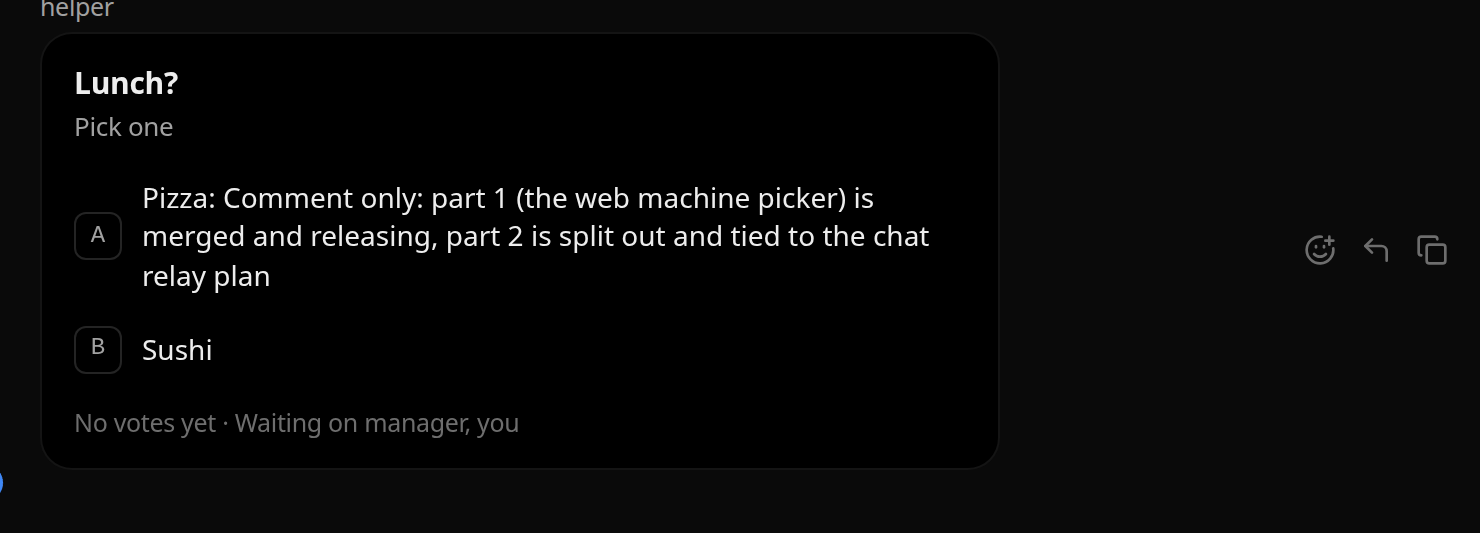 helper
Lunch?
Pick one
Pizza: Comment only: part 1 (the web machine picker) is
A
merged and releasing, part 2 is split out and tied to the chat
relay plan
B
Sushi
No votes yet · Waiting on manager, you